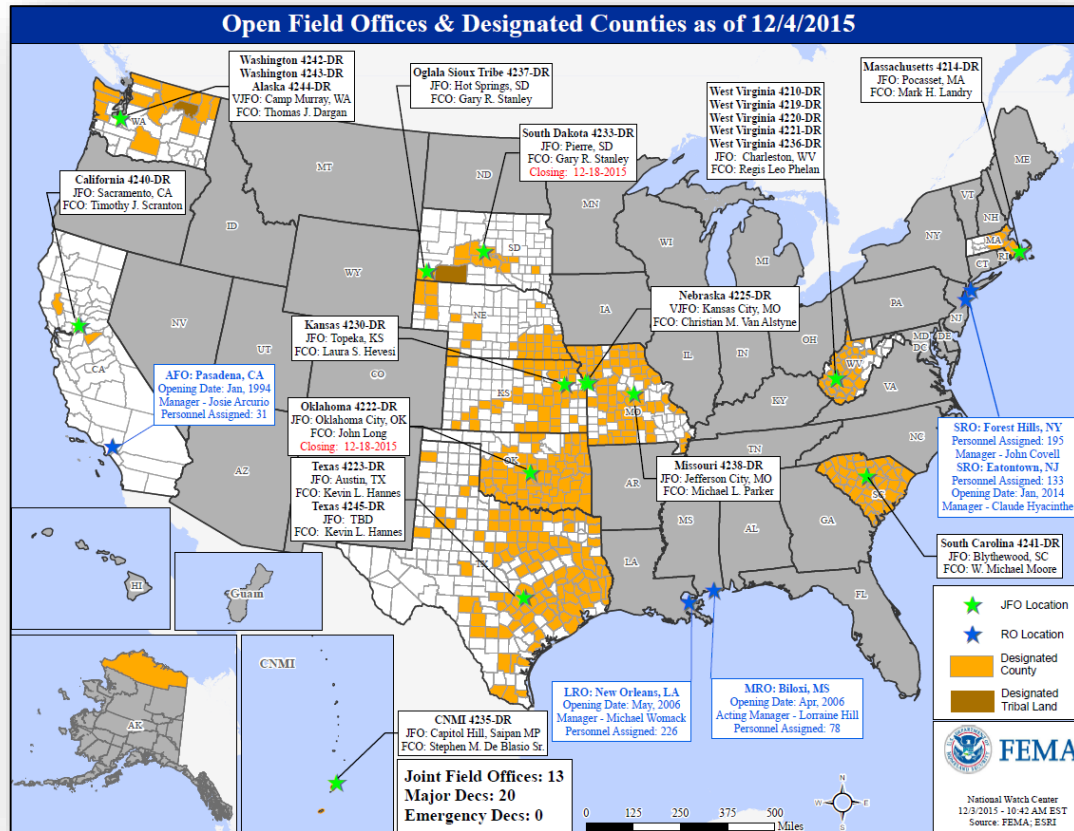 Open Field Offices & Designated Counties as of 12/4/2015
Washington 4242-DR
Washington 4243-DR
Alaska 4244-DR
VJFO: Camp Murray, WA
FCO: Thomas J. Dargan
Oglala Sioux Tribe 4237-DR
JFO: Hot Springs, SD
FCO: Gary R. Stanley
South Dakota 4233-DR
JFO: Pierre, SD
FCO: Gary R. Stanley
Closing: 12-18-2015
West Virginia 4210-DR
West Virginia 4219-DR
West Virginia 4220-DR
West Virginia 4221-DR
West Virginia 4236-DR
JFO: Charleston, WV
FCO: Regis Leo Phelan
Massachusetts 4214-DR
JFO: Pocasset, MA
FCO: Mark H. Landry
California 4240-DR
JFO: Sacramento, CA
FCO: Timothy J. Scranton
Nebraska 4225-DR
VJFO: Kansas City, MO
FCO: Christian M. Van Alstyne
Kansas 4230-DR
JFO: Topeka, KS
FCO: Laura S. Hevesi
AFO: Pasadena, CA
Opening Date: Jan, 1994
Manager - Josie Arcurio
Personnel Assigned: 31
Oklahoma 4222-DR
JFO: Oklahoma City, OK
FCO: John Long
Closing: 12-18-2015
Texas 4223-DR
JFO: Austin, TX
FCO: Kevin L. Hannes
Texas 4245-DR
JFO: TBD
FCO: Kevin L. Hannes
Missouri 4238-DR
JFO: Jefferson City, MO
FCO: Michael L. Parker
SRO: Forest Hills, NY
Personnel Assigned: 195
Manager - John Covell
SRO: Eatontown, NJ
Personnel Assigned: 133
Opening Date: Jan, 2014
Manager - Claude Hyacinthe
South Carolina 4241-DR
JFO: Blythewood, SC
FCO: W. Michael Moore
LRO: New Orleans, LA
Opening Date: May, 2006
Manager - Michael Womack
Personnel Assigned: 226
MRO: Biloxi, MS
Opening Date: Apr, 2006
Acting Manager - Lorraine Hill
Personnel Assigned: 78
CNMI 4235-DR
JFO: Capitol Hill, Saipan MP
FCO: Stephen M. De Blasio Sr.
Joint Field Offices: 13
Major Decs: 20
Emergency Decs: 0
WA
MT
ND
MN
ID
SD
WI
MI
NY
VT
NH
ME
MA
CT
RI
WY
NE
IA
PA
NJ
NV
UT
CO
KS
MO
IL
IN
OH
WV
MD
DC
DE
VA
KY
CA
AZ
OK
AR
TN
NC
SC
TX
LA
MS
AL
GA
FL
HI
Guam
AK
CNMI
JFO Location
RO Location
Designated
County
Designated
Tribal Land
FEMA
National Watch Center
12/3/2015 - 10:42 AM EST
Source: FEMA; ESRI
N
W
E
S
0 125 250 375 500
Miles